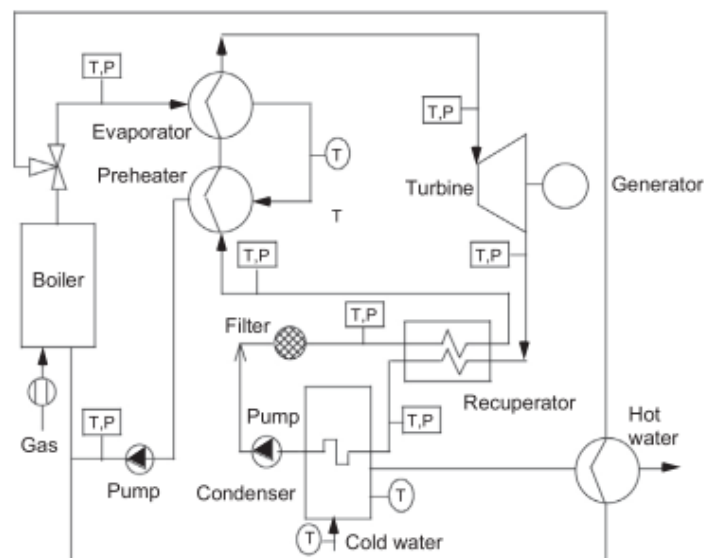 T,P
Evaporator
T,P
T
Preheater
Turbine
Generator
T
Boiler
T,P
T,P
Filter
T,P
Recuperator
Hot
water
Gas
T,P
Pump
T,P
Pump
Condenser
T
T
Cold water